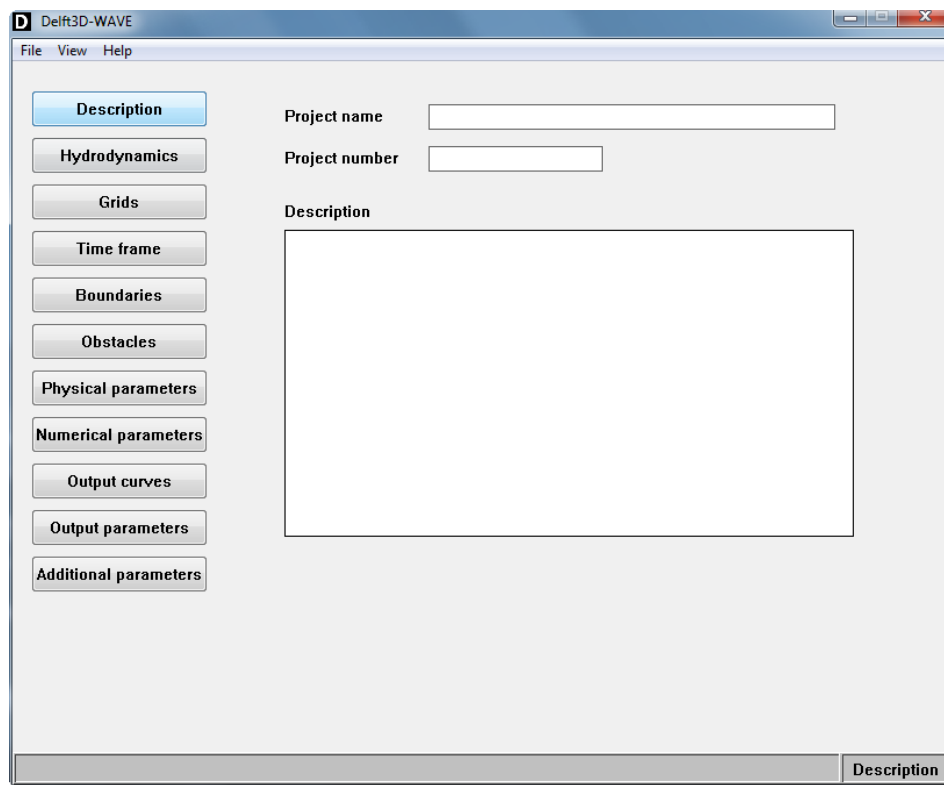 D Delft3D-WAVE
File View Help
Description
Hydrodynamics
Grids
Time frame
Boundaries
Obstacles
Physical parameters
Numerical parameters
Output curves
Output parameters
Additional parameters
Project name
Project number
Description
Description